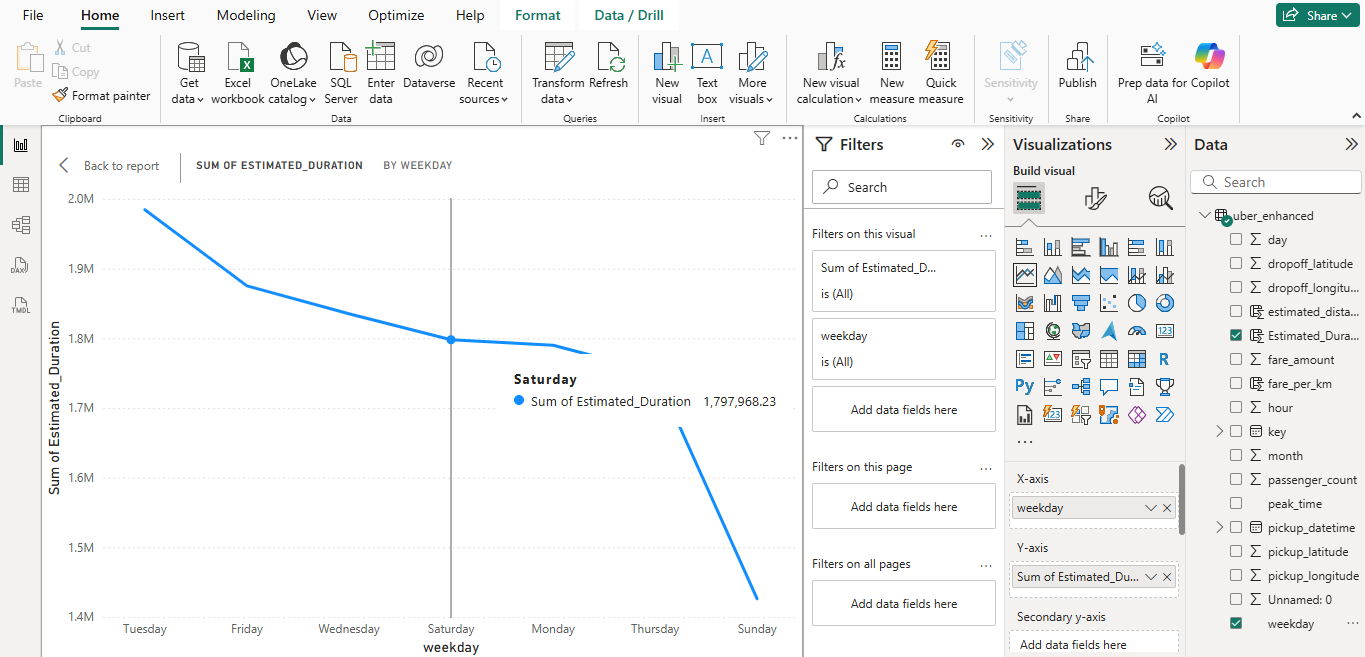 File Home Insert Modeling View Optimize Help Format Data / Drill Share
Paste Cut Copy Format painter
Clipboard
Get data Excel workbook OneLake catalog SQL Server Enter data Dataverse Recent sources
Data
Transform data Refresh
Queries
New visual Text box More visuals
Insert
New visual calculation New measure Quick measure
Calculations
Sensitivity
Sensitivity
Publish
Share
Prep data for AI Copilot
Copilot
Back to report SUM OF ESTIMATED_DURATION BY WEEKDAY
Sum of Estimated_Duration
2.0M
1.9M
1.8M
1.7M
1.6M
1.5M
1.4M
Saturday
Sum of Estimated_Duration 1,797,968.23
Tuesday Friday Wednesday Saturday Monday Thursday Sunday
weekday
Filters
Search
Filters on this visual ...
Sum of Estimated_D...
is (All)
weekday
is (All)
Add data fields here
Filters on this page ...
Add data fields here
Filters on all pages ...
Add data fields here
Visualizations
Build visual
123
R
Py
123
...
X-axis
weekday
Y-axis
Sum of Estimated_Du...
Secondary y-axis
Add data fields here
Data
Search
uber_enhanced
day
dropoff_latitude
dropoff_longitu...
estimated_dista...
Estimated_Dura...
fare_amount
fare_per_km
hour
key
month
passenger_count
peak_time
pickup_datetime
pickup_latitude
pickup_longitude
Unnamed: 0
weekday ...
DAX
TMDL